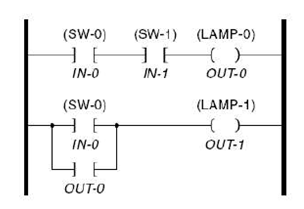 (SW-0) (SW-1) (LAMP-0)
IN-0 IN-1 OUT-0
(SW-0) (LAMP-1)
IN-0 OUT-1
OUT-0